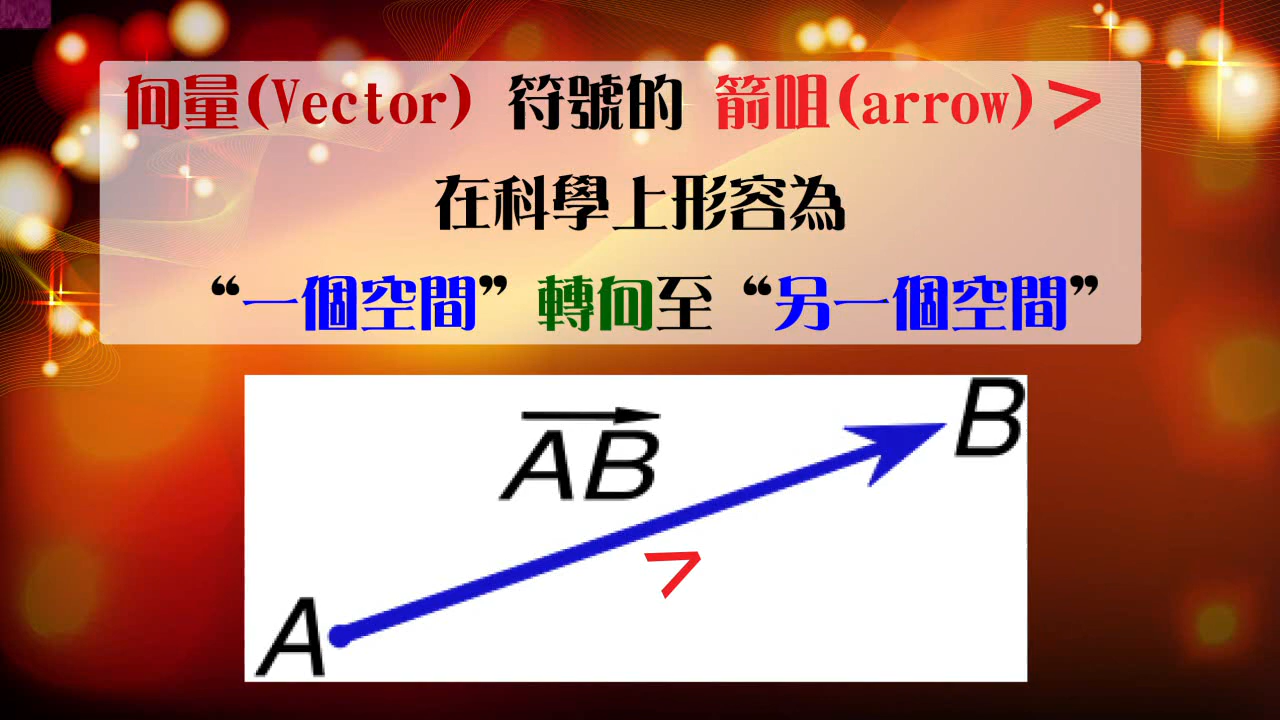 向量(Vector) 符號的 箭咀(arrow)>
在科學上形容為
“一個空間”轉向至“另一個空間”
B
AB
>
A